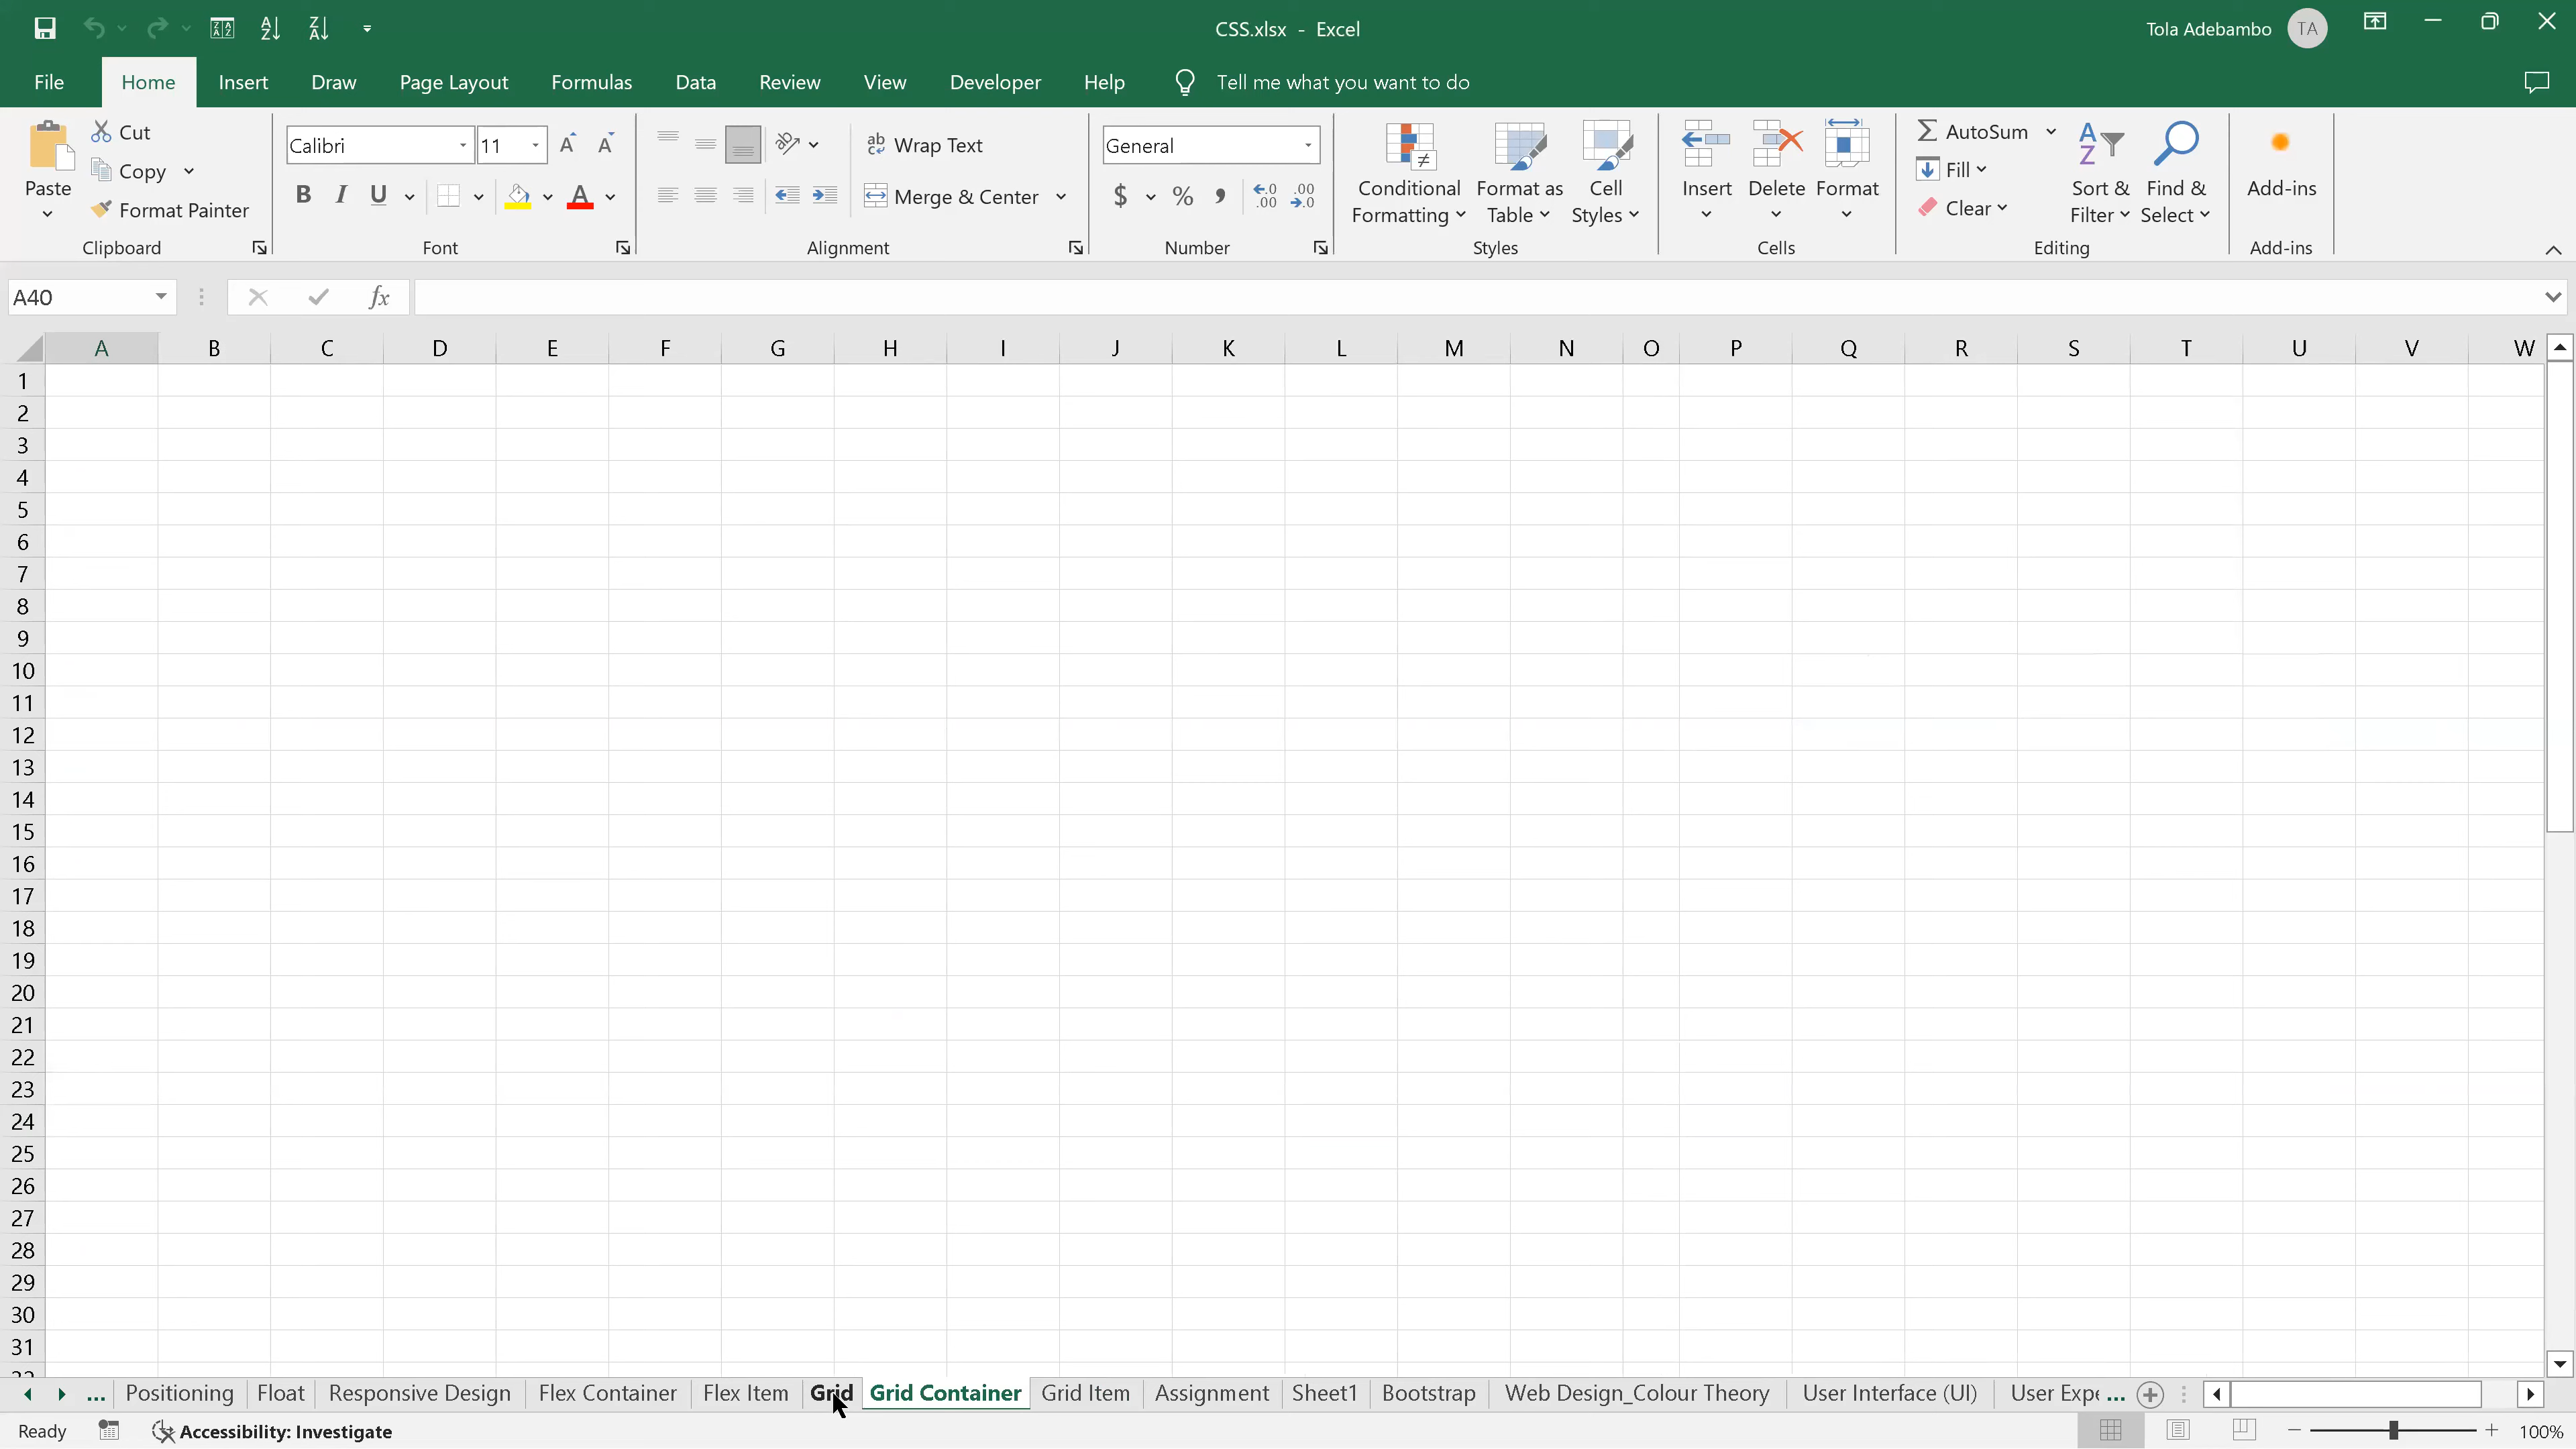 CSS.xlsx - Excel
Tola Adebambo TA
File Home Insert Draw Page Layout Formulas Data Review View Developer Help Tell me what you want to do
Paste
Cut
Copy
Format Painter
Clipboard
Calibri 11
B I U
Font
Wrap Text
Merge & Center
Alignment
General
$ % ,
Number
Conditional Formatting
Format as Table
Cell Styles
Styles
Insert Delete Format
Cells
AutoSum
Fill
Clear
Sort & Filter
Find & Select
Editing
Add-ins
Add-ins
A40 fx
A B C D E F G H I J K L M N O P Q R S T U V W
1
2
3
4
5
6
7
8
9
10
11
12
13
14
15
16
17
18
19
20
21
22
23
24
25
26
27
28
29
30
31
... Positioning Float Responsive Design Flex Container Flex Item Grid Grid Container Grid Item Assignment Sheet1 Bootstrap Web Design_Colour Theory User Interface (UI) User Expe ...
Ready Accessibility: Investigate 100%